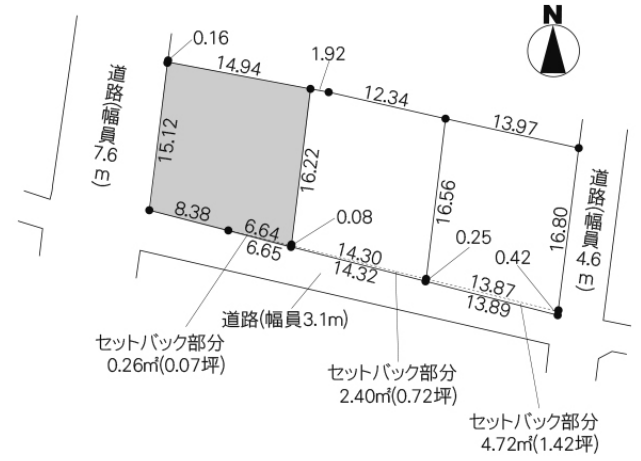 N
0.16
14.94
1.92
12.34
13.97
道路(幅員7.6m)
15.12
16.22
16.56
16.80
道路(幅員4.6m)
8.38
6.64
6.65
0.08
14.30
14.32
0.25
0.42
13.87
13.89
道路(幅員3.1m)
セットバック部分
0.26㎡(0.07坪)
セットバック部分
2.40㎡(0.72坪)
セットバック部分
4.72㎡(1.42坪)